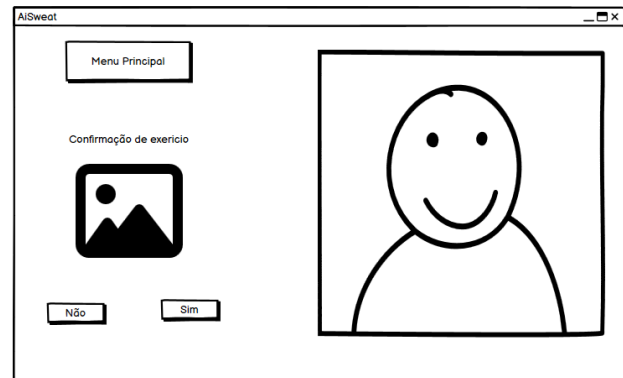 AiSweat
Menu Principal
Confirmação de exericio
Não
Sim